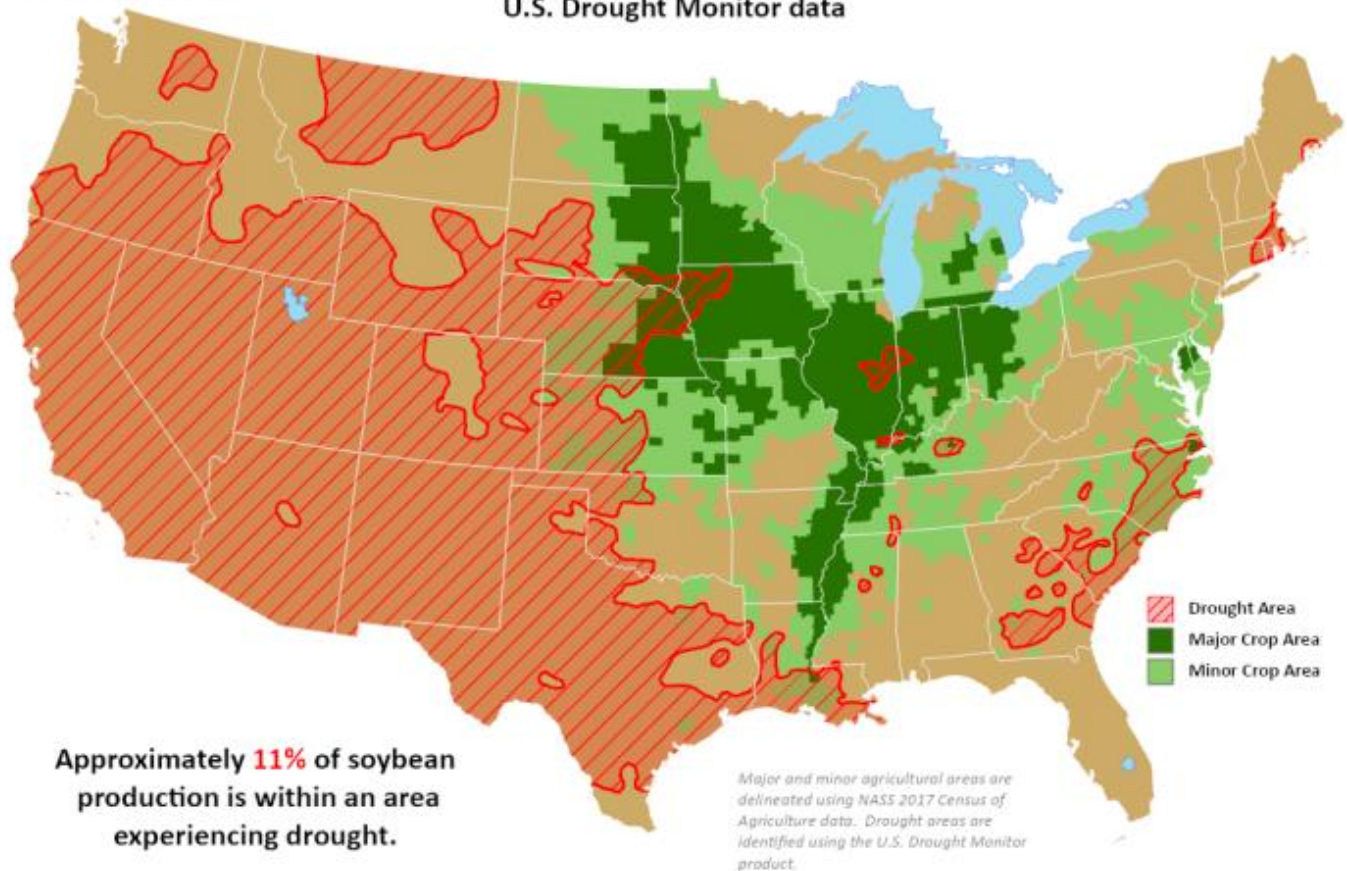 U.S. Drought Monitor data
Drought Area
Major Crop Area
Minor Crop Area
Approximately 11% of soybean
production is within an area
experiencing drought.
Major and minor agricultural areas are
delineated using NASS 2017 Census of
Agriculture data. Drought areas are
identified using the U.S. Drought Monitor
product.